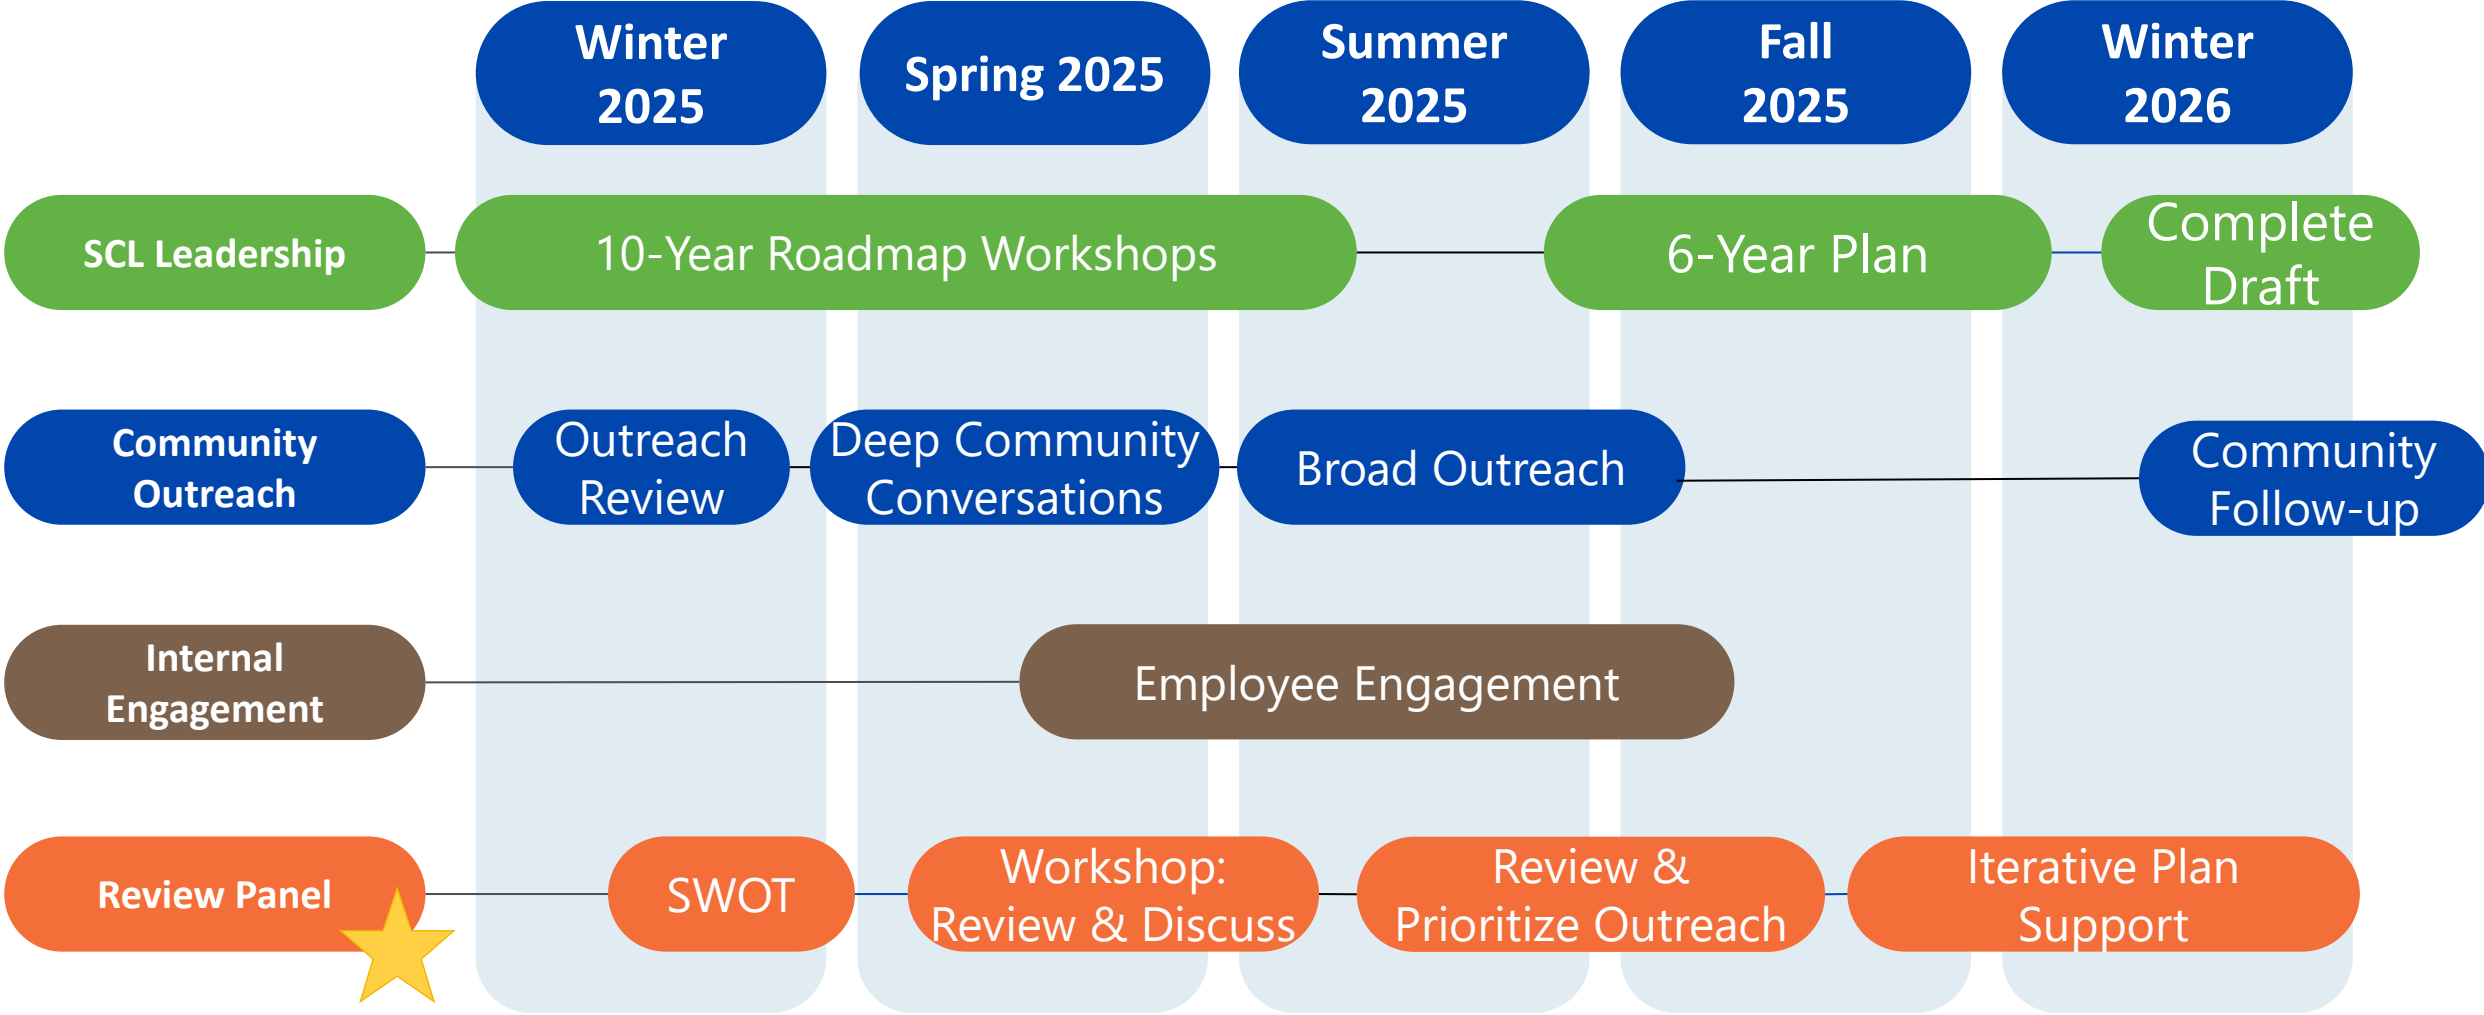 Winter
2025
Spring 2025
Summer
2025
Fall
2025
Winter
2026
SCL Leadership
10-Year Roadmap Workshops
6-Year Plan
Complete
Draft
Community
Outreach
Outreach
Review
Deep Community
Conversations
Broad Outreach
Community
Follow-up
Internal
Engagement
Employee Engagement
Review Panel
SWOT
Workshop:
Review & Discuss
Review &
Prioritize Outreach
Iterative Plan
Support